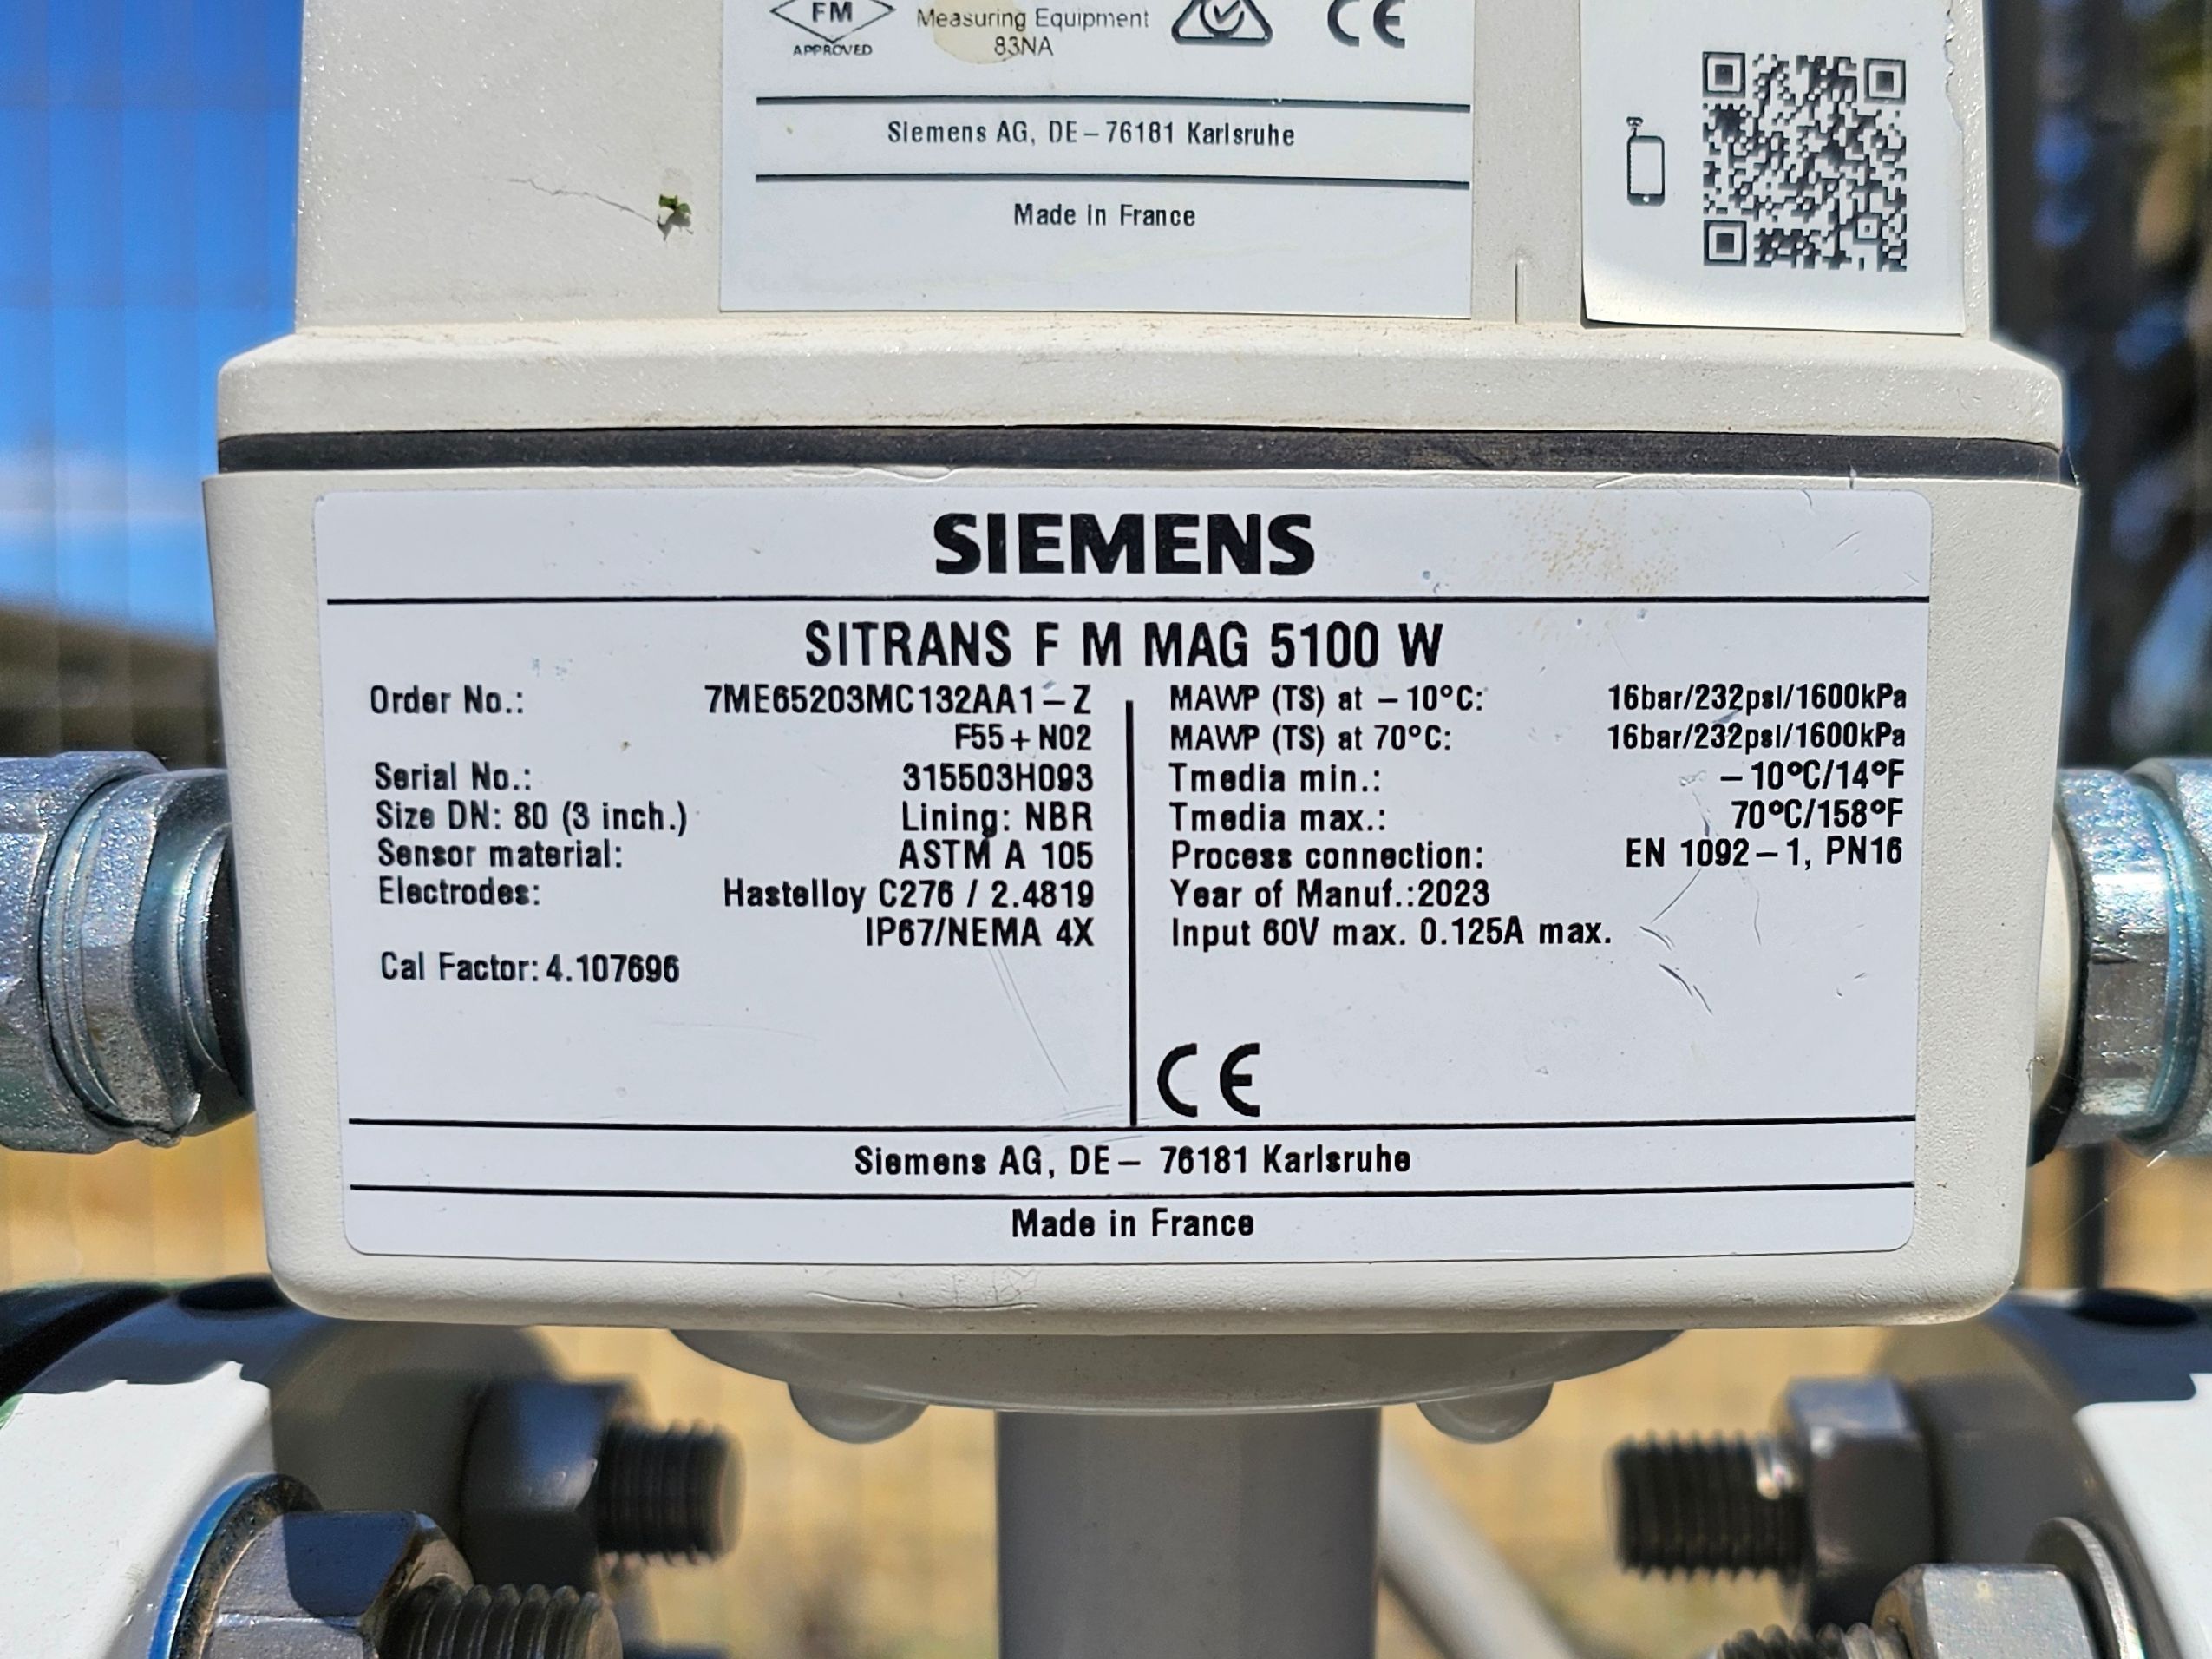 FM
APPROVED
Measuring Equipment
83NA
CE
Siemens AG, DE – 76181 Karlsruhe
Made in France
SIEMENS
SITRANS F M MAG 5100 W
Order No.: 7ME65203MC132AA1 – Z
F55 + N02
Serial No.: 315503H093
Size DN: 80 (3 inch.) Lining: NBR
Sensor material: ASTM A 105
Electrodes: Hastelloy C276 / 2.4819
IP67/NEMA 4X
Cal Factor: 4.107696
MAWP (TS) at – 10°C: 16bar/232psi/1600kPa
MAWP (TS) at 70°C: 16bar/232psi/1600kPa
Tmedia min.: – 10°C/14°F
Tmedia max.: 70°C/158°F
Process connection: EN 1092 – 1, PN16
Year of Manuf.:2023
Input 60V max. 0.125A max.
CE
Siemens AG, DE – 76181 Karlsruhe
Made in France